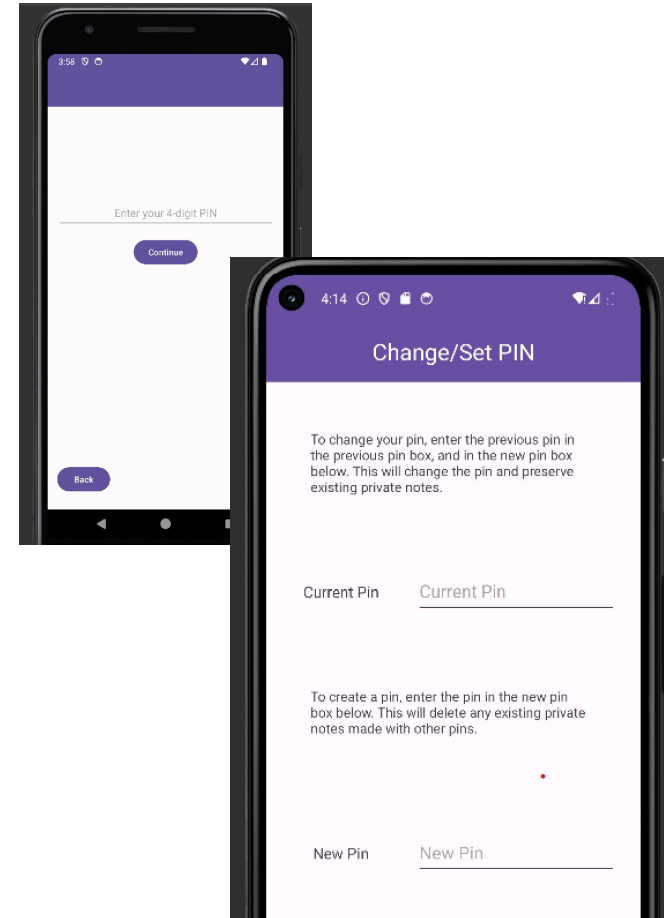 3:58
Enter your 4-digit PIN
Continue
Back
4:14
Change/Set PIN
To change your pin, enter the previous pin in
the previous pin box, and in the new pin box
below. This will change the pin and preserve
existing private notes.
Current Pin Current Pin
To create a pin, enter the pin in the new pin
box below. This will delete any existing private
notes made with other pins.
New Pin New Pin